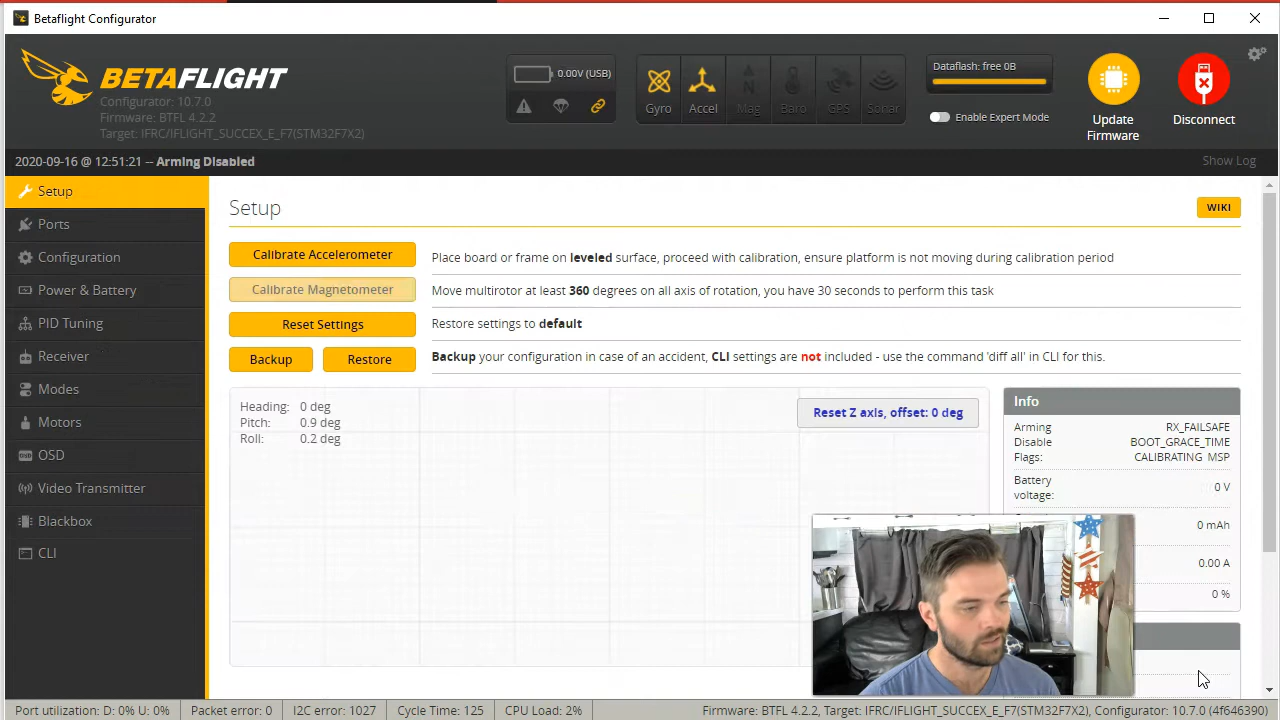 Betaflight Configurator
BETAFLIGHT
Configurator: 10.7.0
Firmware: BTFL 4.2.2
Target: IFRC/IFLIGHT_SUCCEX_E_F7(STM32F7X2)
0.00V (USB)
Gyro
Accel
Mag
Baro
GPS
Sonar
Dataflash: free 0B
Enable Expert Mode
Update
Firmware
Disconnect
2020-09-16 @ 12:51:21 -- Arming Disabled
Show Log
Setup
Ports
Configuration
Power & Battery
PID Tuning
Receiver
Modes
Motors
OSD
Video Transmitter
Blackbox
CLI
Setup
WIKI
Calibrate Accelerometer
Place board or frame on leveled surface, proceed with calibration, ensure platform is not moving during calibration period
Calibrate Magnetometer
Move multirotor at least 360 degrees on all axis of rotation, you have 30 seconds to perform this task
Reset Settings
Restore settings to default
Backup
Restore
Backup your configuration in case of an accident, CLI settings are not included - use the command 'diff all' in CLI for this.
Heading: 0 deg
Pitch: 0.9 deg
Roll: 0.2 deg
Reset Z axis, offset: 0 deg
Info
Arming RX_FAILSAFE
Disable BOOT_GRACE_TIME
Flags: CALIBRATING MSP
Battery
voltage: 0 V
0 mAh
0.00 A
0 %
Port utilization: D: 0% U: 0%
Packet error: 0
I2C error: 1027
Cycle Time: 125
CPU Load: 2%
Firmware: BTFL 4.2.2, Target: IFRC/IFLIGHT_SUCCEX_E_F7(STM32F7X2), Configurator: 10.7.0 (4f646390)